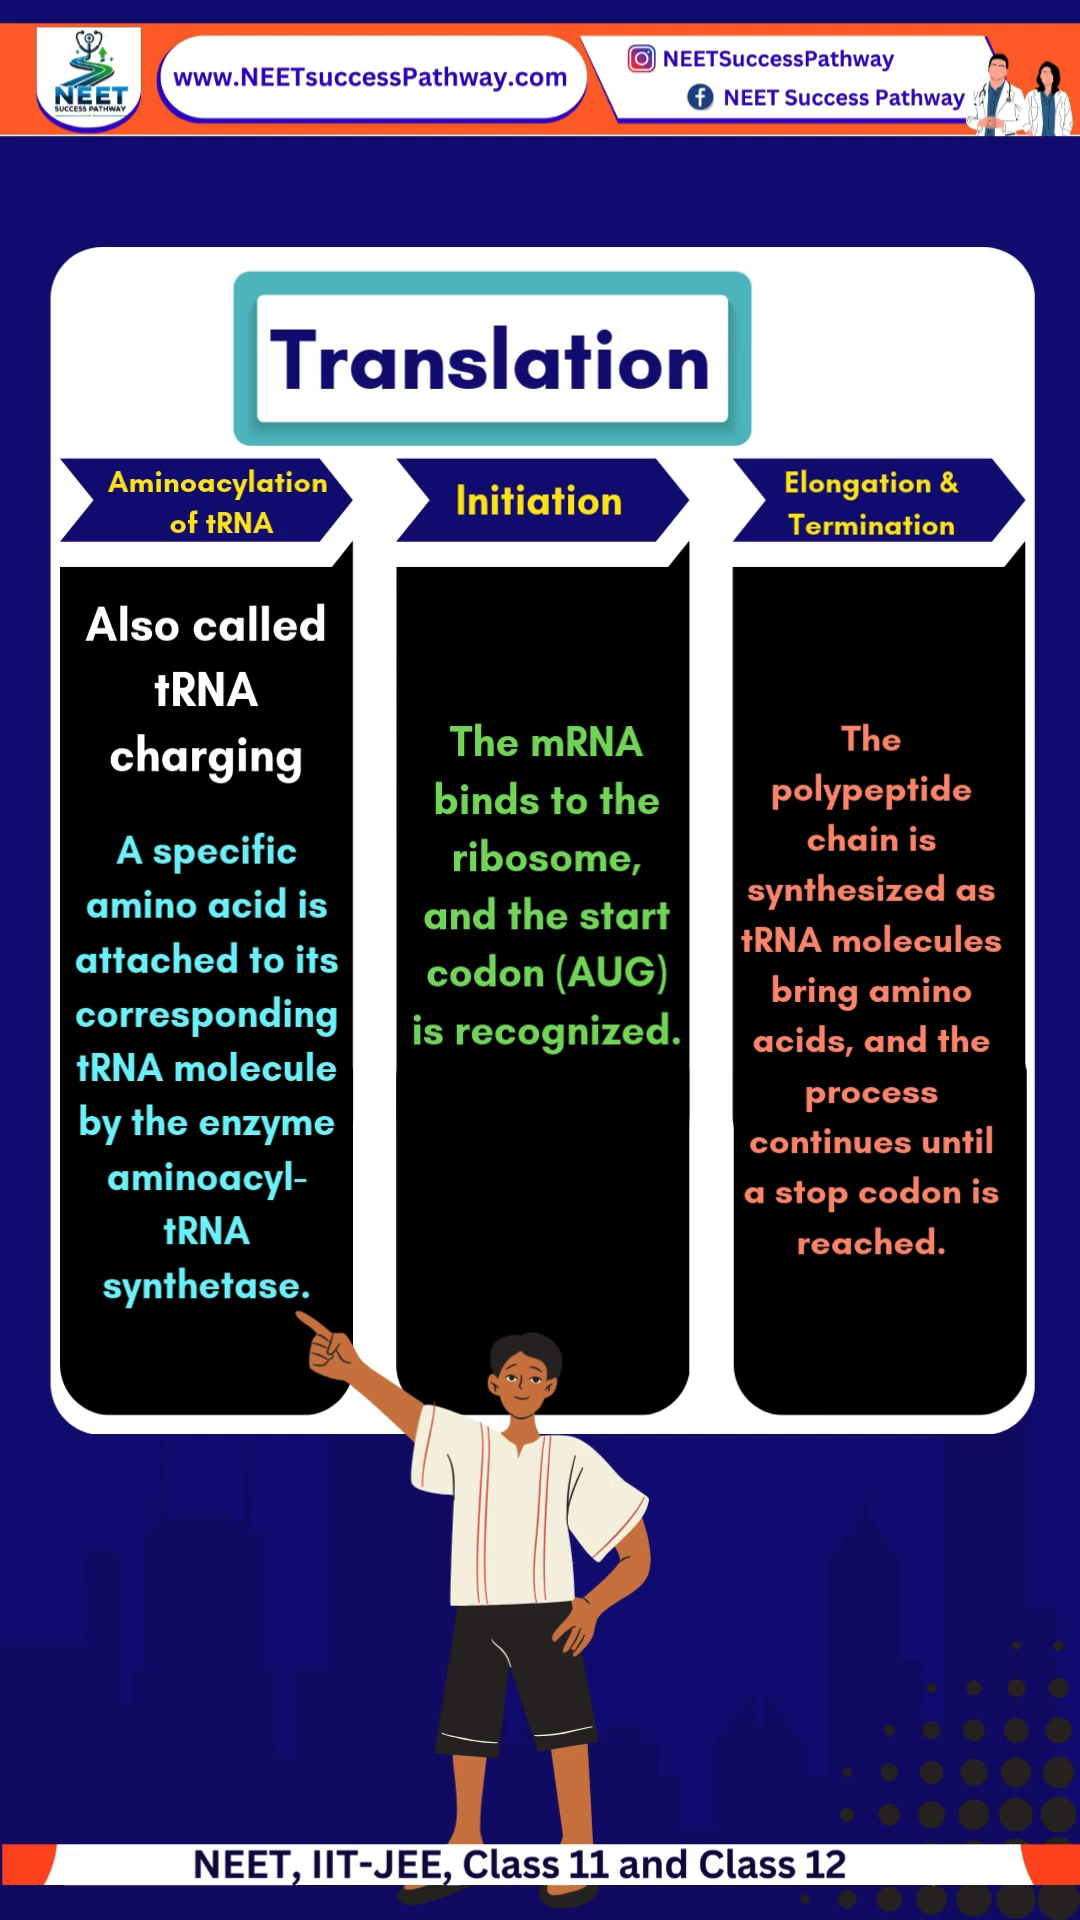 NEET
SUCCESS PATHWAY
www.NEETsuccessPathway.com
NEETSuccessPathway
NEET Success Pathway
Translation
Aminoacylation
of tRNA
Also called
tRNA
charging
A specific
amino acid is
attached to its
corresponding
tRNA molecule
by the enzyme
aminoacyl-
tRNA
synthetase.
Initiation
The mRNA
binds to the
ribosome,
and the start
codon (AUG)
is recognized.
Elongation &
Termination
The
polypeptide
chain is
synthesized as
tRNA molecules
bring amino
acids, and the
process
continues until
a stop codon is
reached.
NEET, IIT-JEE, Class 11 and Class 12